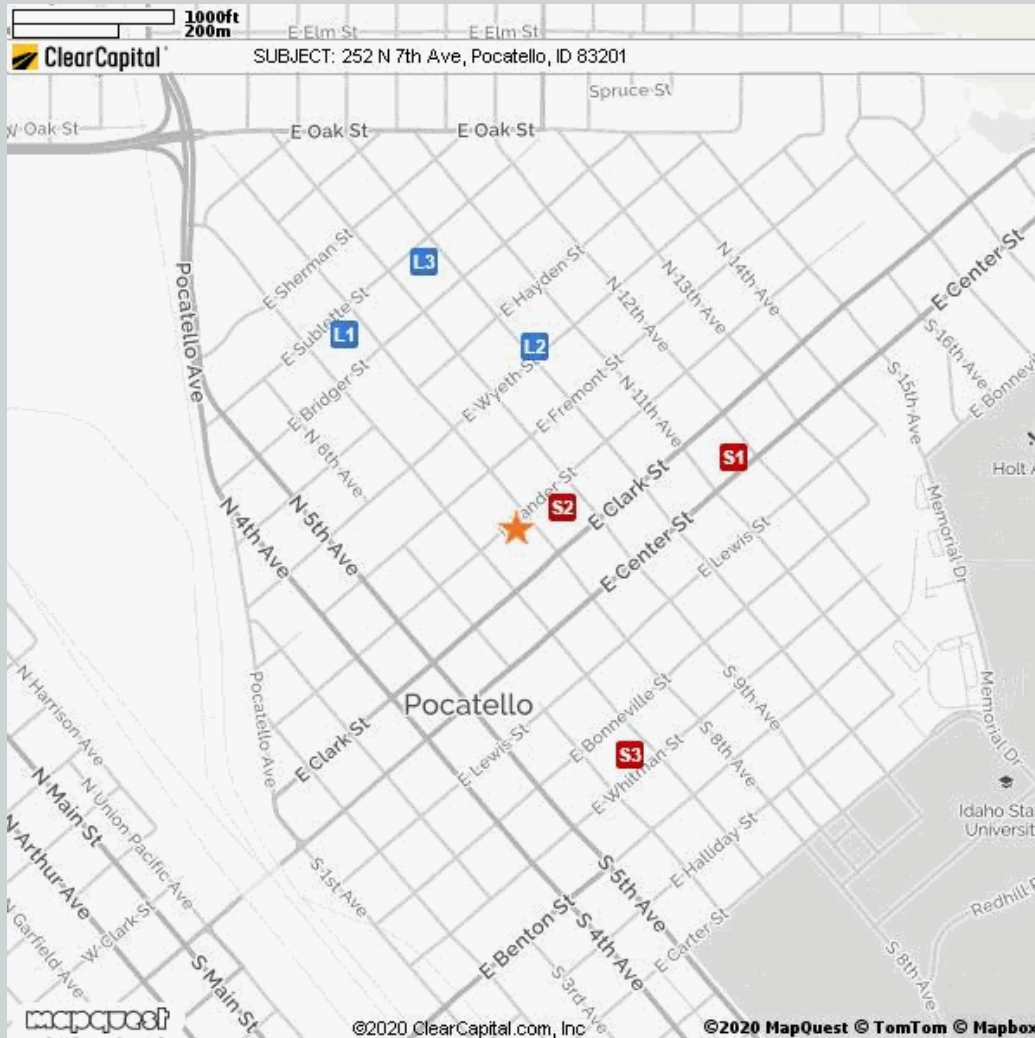 1000ft
200m
E Elm St
E Elm St
ClearCapital
SUBJECT: 252 N 7th Ave, Pocatello, ID 83201
Spruce St
W Oak St
E Oak St
E Oak St
E Sherman St
L3
E Hayden St
N 14th Ave
N 13th Ave
E Center St
Pocatello Ave
E Sublette St
N 12th Ave
L1
L2
S 16th Ave
E Bridger St
E Wyeth St
E Fremont St
N 11th Ave
S 15th Ave
E Bonnevi
N 6th Ave
S1
Holt A
N 4th Ave
N 5th Ave
ander St
S2
E Clark St
E Center St
E Lewis St
Memorial Dr
N Harrison Ave
Pocatello Ave
Pocatello
E Bonneville St
S 9th Ave
Memorial Dr
E Clark St
E Lewis St
S3
S 8th Ave
E Whitman St
N Main St
N Union Pacific Ave
Idaho Sta
Universit
N Arthur Ave
S 1st Ave
E Halliday St
S 5th Ave
Redhill R
N Garfield Ave
W Clark St
S Main St
E Benton St
S 4th Ave
E Carter St
S 3rd Ave
S 8th Ave
mapquest
©2020 ClearCapital.com, Inc
©2020 MapQuest © TomTom © Mapbox